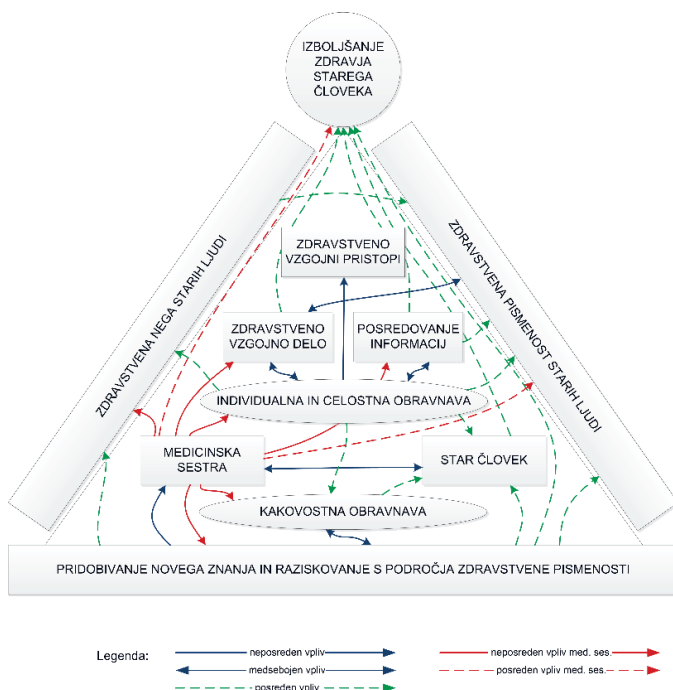 IZBOLJŠANJE
ZDRAVJA
STAREGA
ČLOVEKA
ZDRAVSTVENA NEGA STARIH LJUDI
ZDRAVSTVENA PISMENOST STARIH LJUDI
ZDRAVSTVENO
VZGOJNI PRISTOPI
ZDRAVSTVENO
VZGOJNO DELO
POSREDOVANJE
INFORMACIJ
INDIVIDUALNA IN CELOSTNA OBRAVNAVA
MEDICINSKA
SESTRA
STAR ČLOVEK
KAKOVOSTNA OBRAVNAVA
PRIDOBIVANJE NOVEGA ZNANJA IN RAZISKOVANJE S PODROČJA ZDRAVSTVENE PISMENOSTI
Legenda:
neposreden vpliv
medsebojen vpliv
posreden vpliv
neposreden vpliv med. ses.
posreden vpliv med. ses.